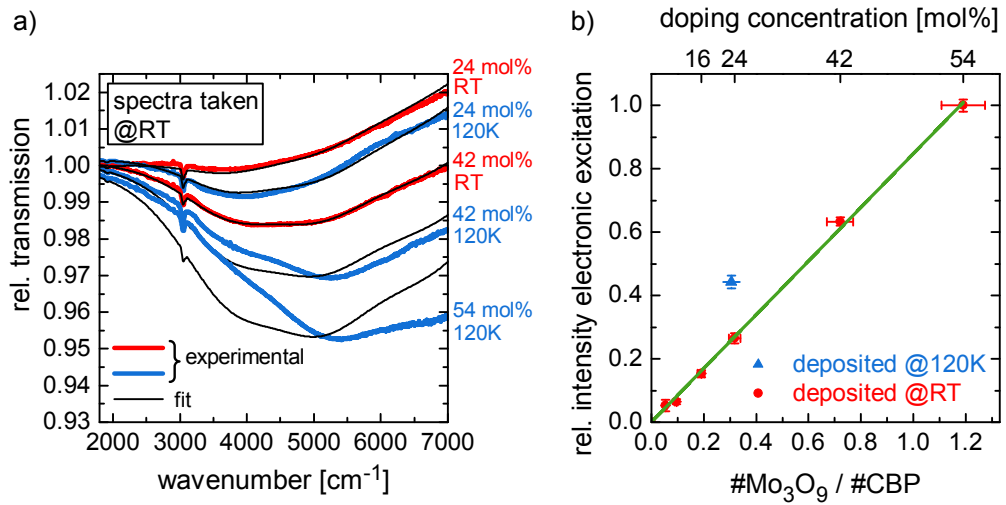 a)
spectra taken
@RT
24 mol%
RT
24 mol%
120K
42 mol%
RT
42 mol%
120K
54 mol%
120K
experimental
fit
rel. transmission
1.02
1.01
1.00
0.99
0.98
0.97
0.96
0.95
0.94
0.93
2000 3000 4000 5000 6000 7000
wavenumber [cm⁻¹]
b)
doping concentration [mol%]
16 24 42 54
rel. intensity electronic excitation
1.0
0.8
0.6
0.4
0.2
0.0
deposited @120K
deposited @RT
0.0 0.2 0.4 0.6 0.8 1.0 1.2
#Mo₃O₉ / #CBP